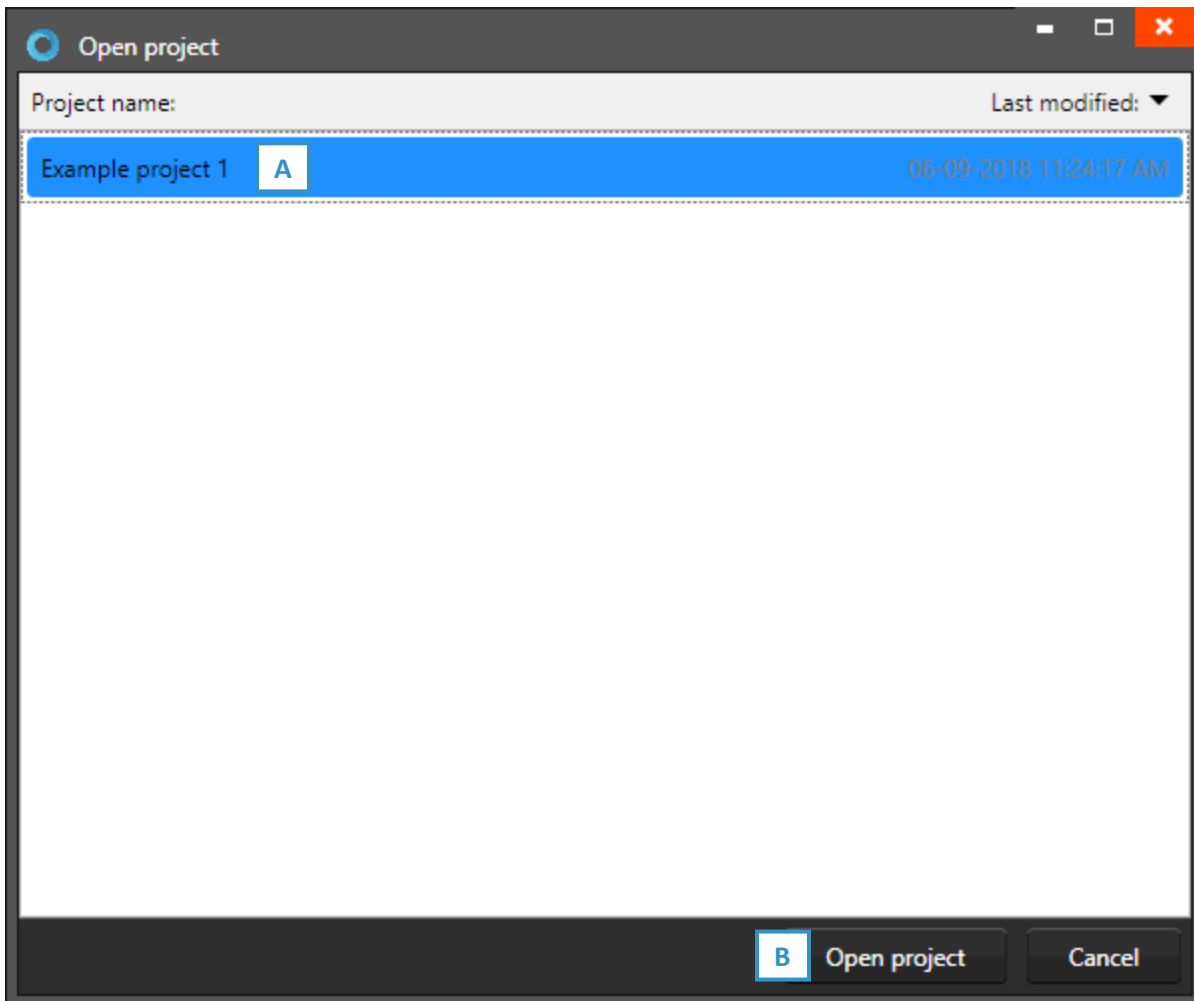 Open project
Project name: Last modified:
Example project 1 A 06-09-2018 11:24:17 AM
B Open project Cancel